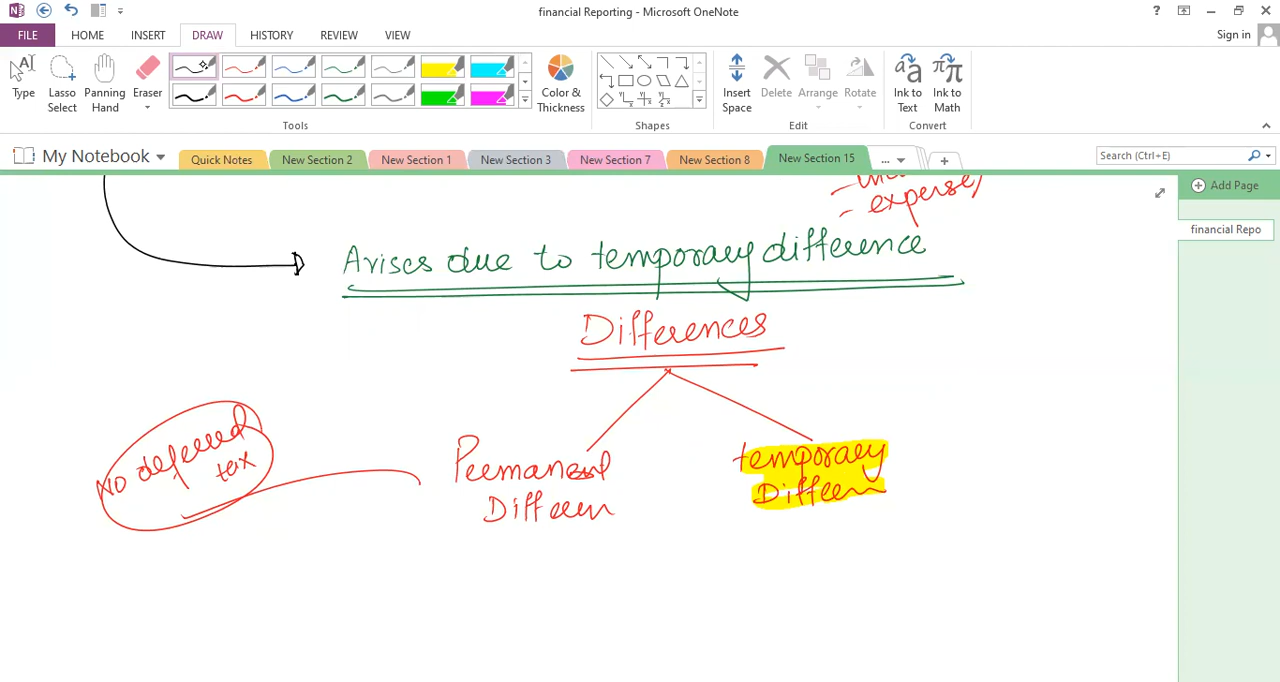 financial Reporting - Microsoft OneNote
?
FILE HOME INSERT DRAW HISTORY REVIEW VIEW
Sign in
Type
Lasso Select
Panning Hand
Eraser
Color & Thickness
Insert Space
Delete
Arrange
Rotate
Ink to Text
Ink to Math
Tools
Shapes
Edit
Convert
My Notebook
Quick Notes
New Section 2
New Section 1
New Section 3
New Section 7
New Section 8
New Section 15
...
Search (Ctrl+E)
Add Page
financial Repo
- expense
Arises due to temporary difference
Differences
No deferred
tax
Permanent
Differen
temporary
Differen